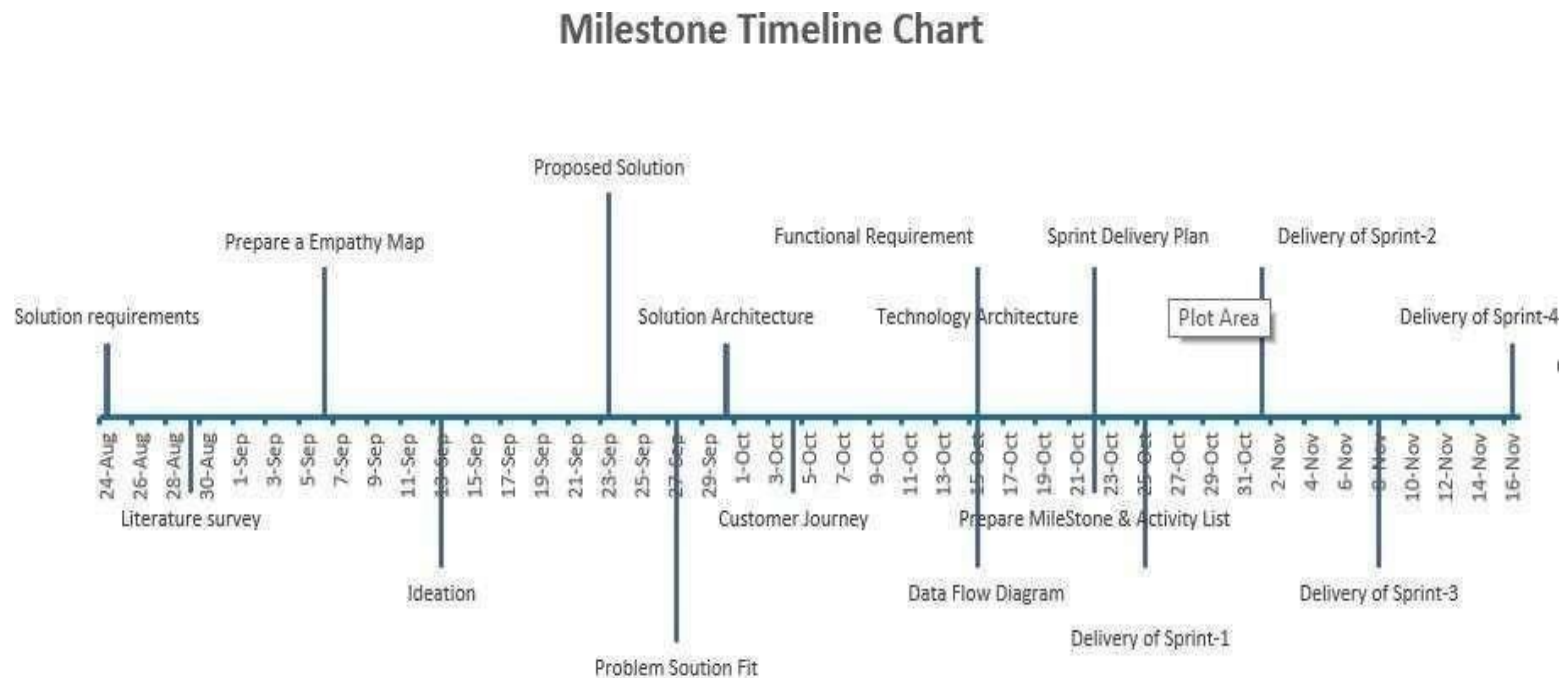 Milestone Timeline Chart
Proposed Solution
Prepare a Empathy Map
Functional Requirement
Sprint Delivery Plan
Delivery of Sprint-2
Solution requirements
Solution Architecture
Technology Architecture
Plot Area
Delivery of Sprint-4
24-Aug
26-Aug
28-Aug
30-Aug
1-Sep
3-Sep
5-Sep
7-Sep
9-Sep
11-Sep
13-Sep
15-Sep
17-Sep
19-Sep
21-Sep
23-Sep
25-Sep
27-Sep
29-Sep
1-Oct
3-Oct
5-Oct
7-Oct
9-Oct
11-Oct
13-Oct
15-Oct
17-Oct
19-Oct
21-Oct
23-Oct
25-Oct
27-Oct
29-Oct
31-Oct
2-Nov
4-Nov
6-Nov
8-Nov
10-Nov
12-Nov
14-Nov
16-Nov
Literature survey
Customer Journey
Prepare MileStone & Activity List
Ideation
Data Flow Diagram
Delivery of Sprint-3
Delivery of Sprint-1
Problem Soution Fit